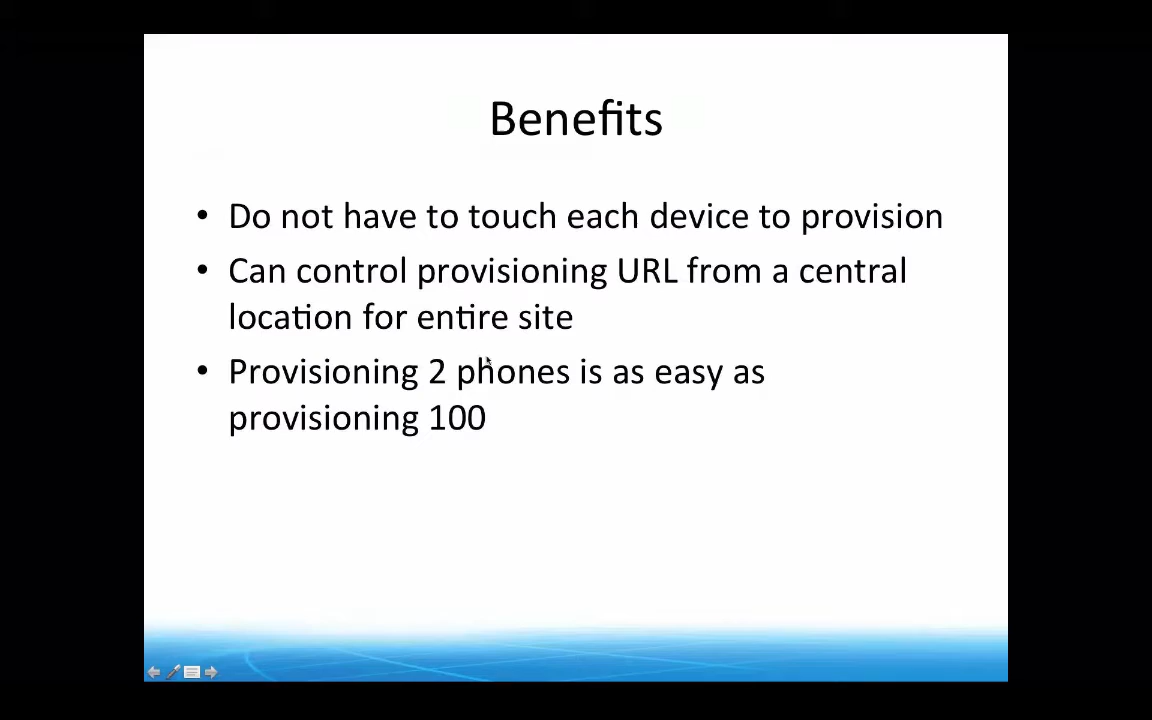 Benefits
• Do not have to touch each device to provision
• Can control provisioning URL from a central
location for entire site
• Provisioning 2 phones is as easy as
provisioning 100